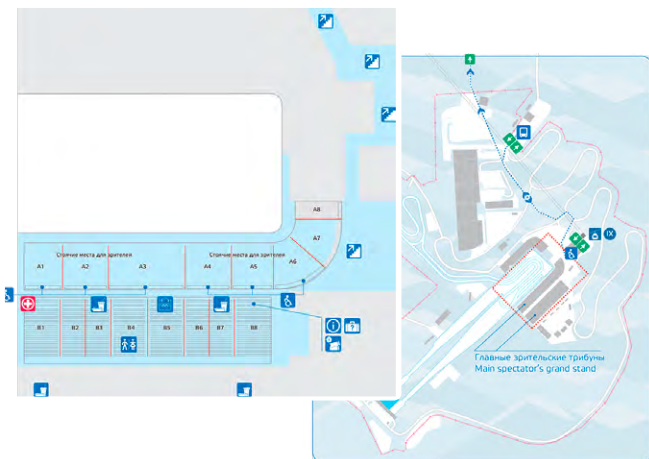 A8
A7
Стоячие места для зрителей
Стоячие места для зрителей
A1
A2
A3
A4
A5
A6
B1
B2
B3
B4
B5
B6
B7
B8
IX
Главные зрительские трибуны
Main spectator's grand stand